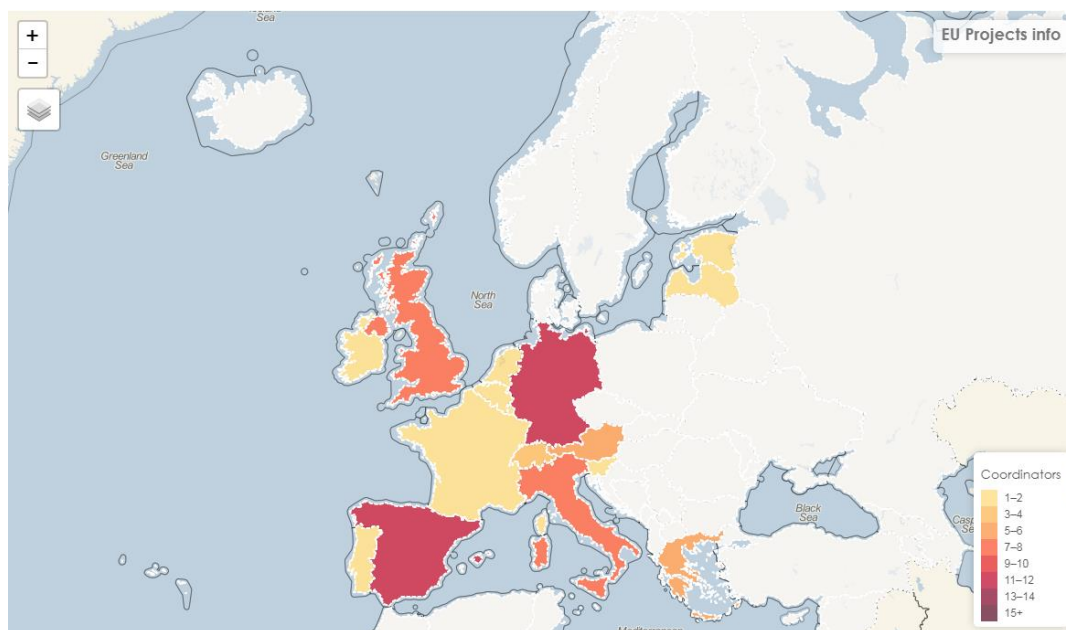 Sea
+
EU Projects info
−
Greenland
Sea
North
Sea
Coordinators
1–2
3–4
5–6
7–8
9–10
11–12
13–14
15+
Black
Sea